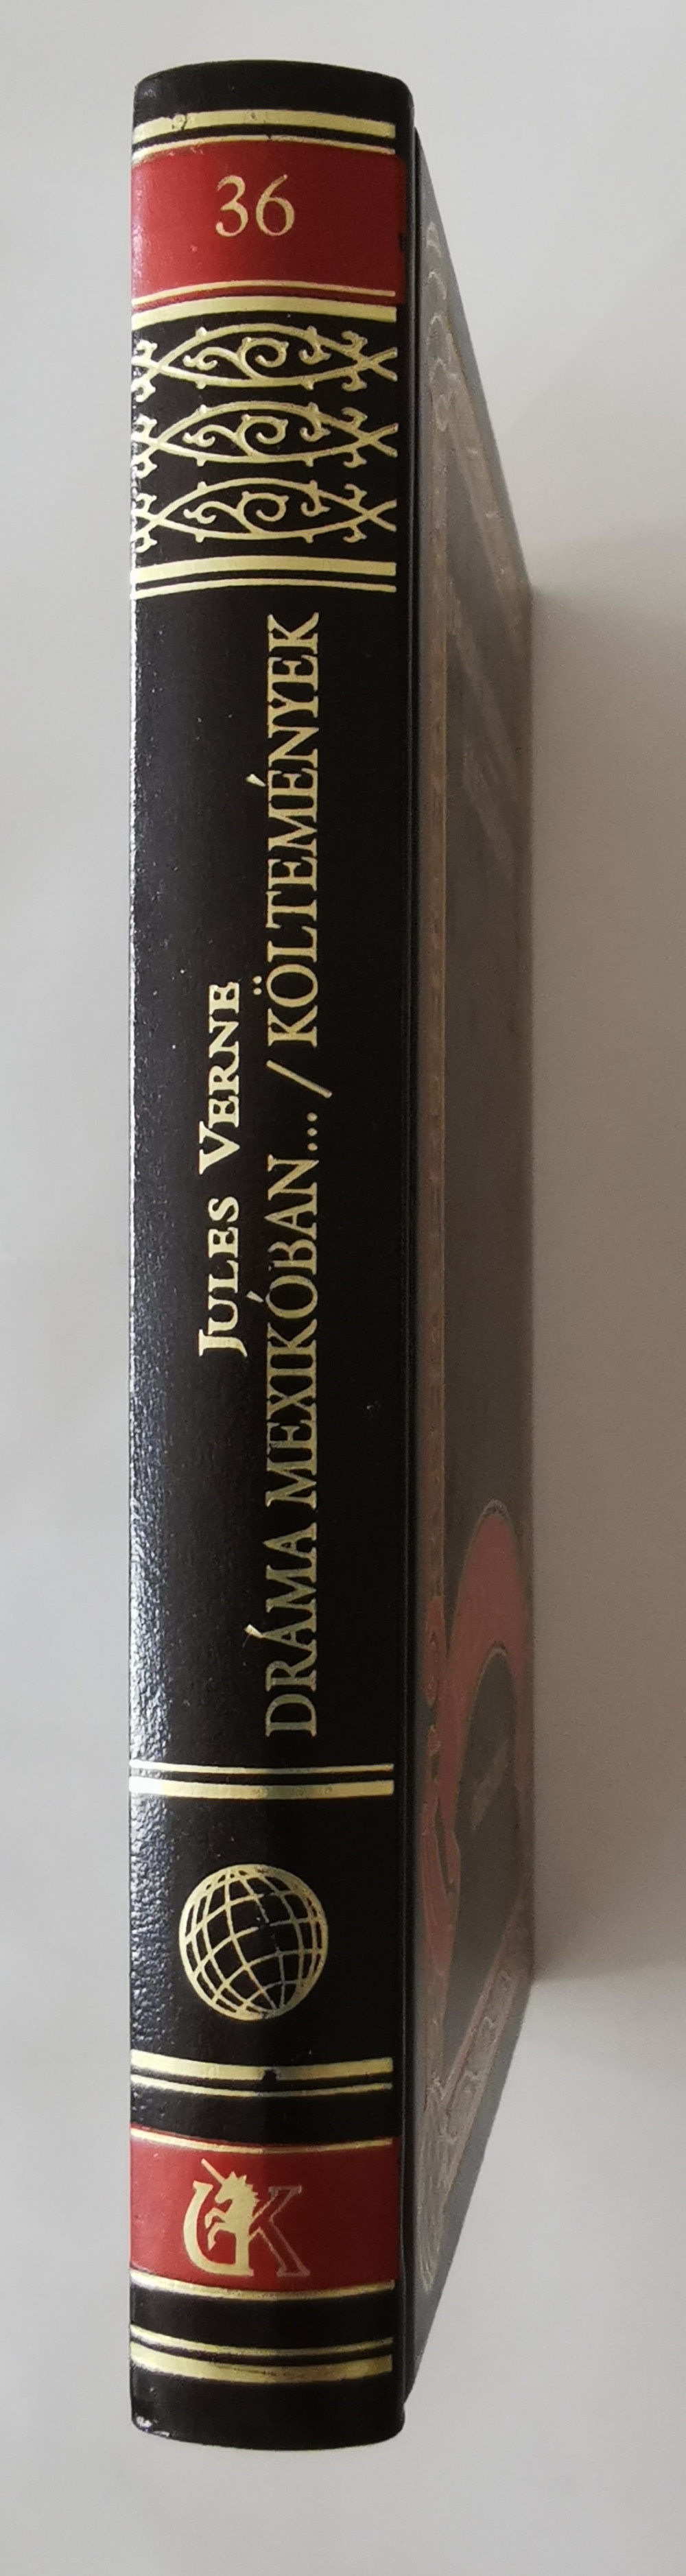 36
JULES VERNE
DRÁMA MEXIKÓBAN... / KÖLTEMÉNYEK